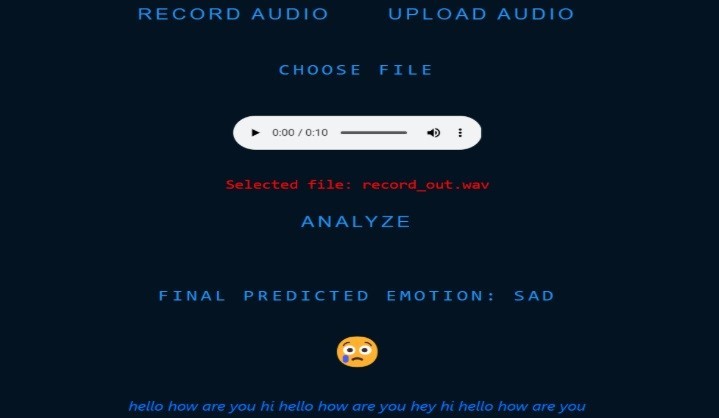 RECORD AUDIO UPLOAD AUDIO
CHOOSE FILE
0:00 / 0:10
Selected file: record_out.wav
ANALYZE
FINAL PREDICTED EMOTION: SAD
hello how are you hi hello how are you hey hi hello how are you